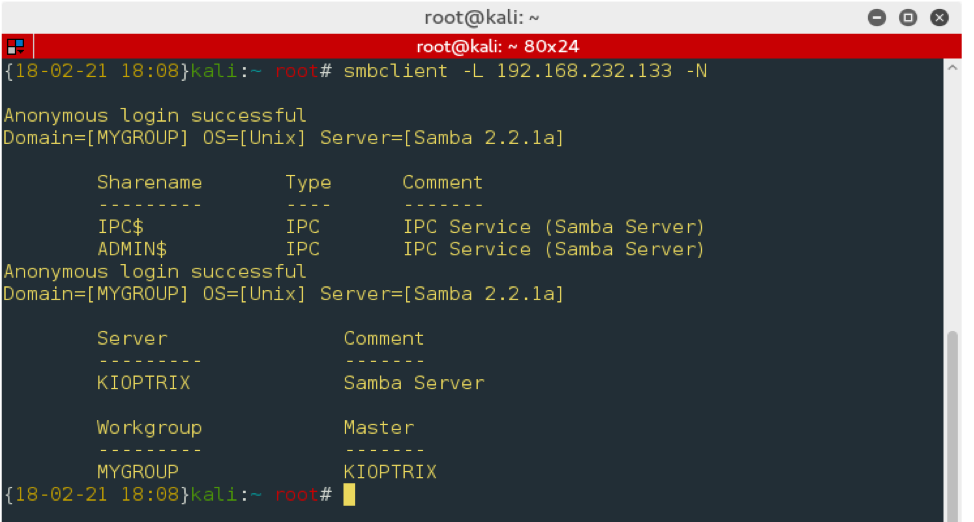 root@kali: ~
root@kali: ~ 80x24
{18-02-21 18:08}kali:~ root# smbclient -L 192.168.232.133 -N
Anonymous login successful
Domain=[MYGROUP] OS=[Unix] Server=[Samba 2.2.1a]
Sharename Type Comment
--------- ---- -------
IPC$ IPC IPC Service (Samba Server)
ADMIN$ IPC IPC Service (Samba Server)
Anonymous login successful
Domain=[MYGROUP] OS=[Unix] Server=[Samba 2.2.1a]
Server Comment
--------- -------
KIOPTRIX Samba Server
Workgroup Master
--------- -------
MYGROUP KIOPTRIX
{18-02-21 18:08}kali:~ root#